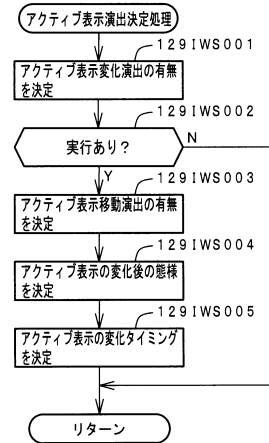 アクティブ表示演出決定処理
129IWS001
アクティブ表示変化演出の有無
を決定
129IWS002
実行あり？
N
Y
129IWS003
アクティブ表示移動演出の有無
を決定
129IWS004
アクティブ表示の変化後の態様
を決定
129IWS005
アクティブ表示の変化タイミング
を決定
リターン